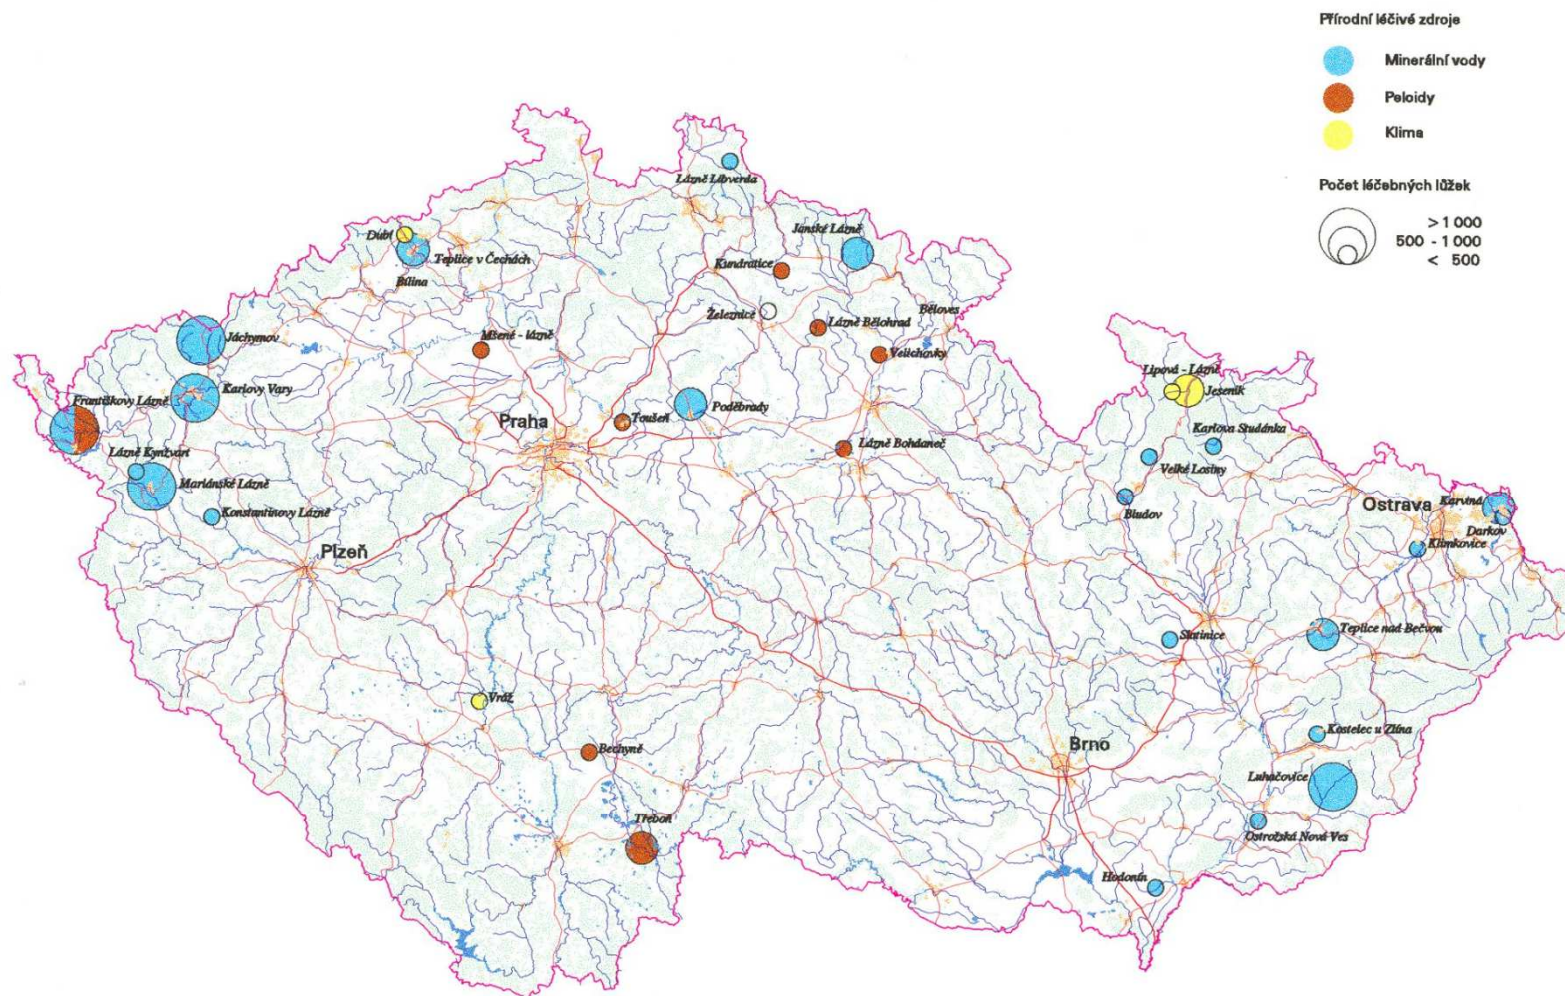 Přírodní léčivé zdroje
Minerální vody
Peloidy
Klima
Počet léčebných lůžek
> 1 000
500 - 1 000
< 500
Lázně Libverda
Dubí
Teplice v Čechách
Bílina
Janské Lázně
Kundratice
Železnice
Běloves
Lázně Bělohrad
Velichovky
Jáchymov
Mšené - lázně
Lipová - Lázně
Jeseník
Karlovy Vary
Františkovy Lázně
Poděbrady
Toušeň
Praha
Karlova Studánka
Lázně Bohdaneč
Lázně Kynžvart
Velké Losiny
Mariánské Lázně
Bludov
Karviná
Ostrava
Konstantinovy Lázně
Darkov
Klimkovice
Plzeň
Slatinice
Teplice nad Bečvou
Vráž
Kostelec u Zlína
Bechyně
Brno
Luhačovice
Třeboň
Ostrožská Nová Ves
Hodonín